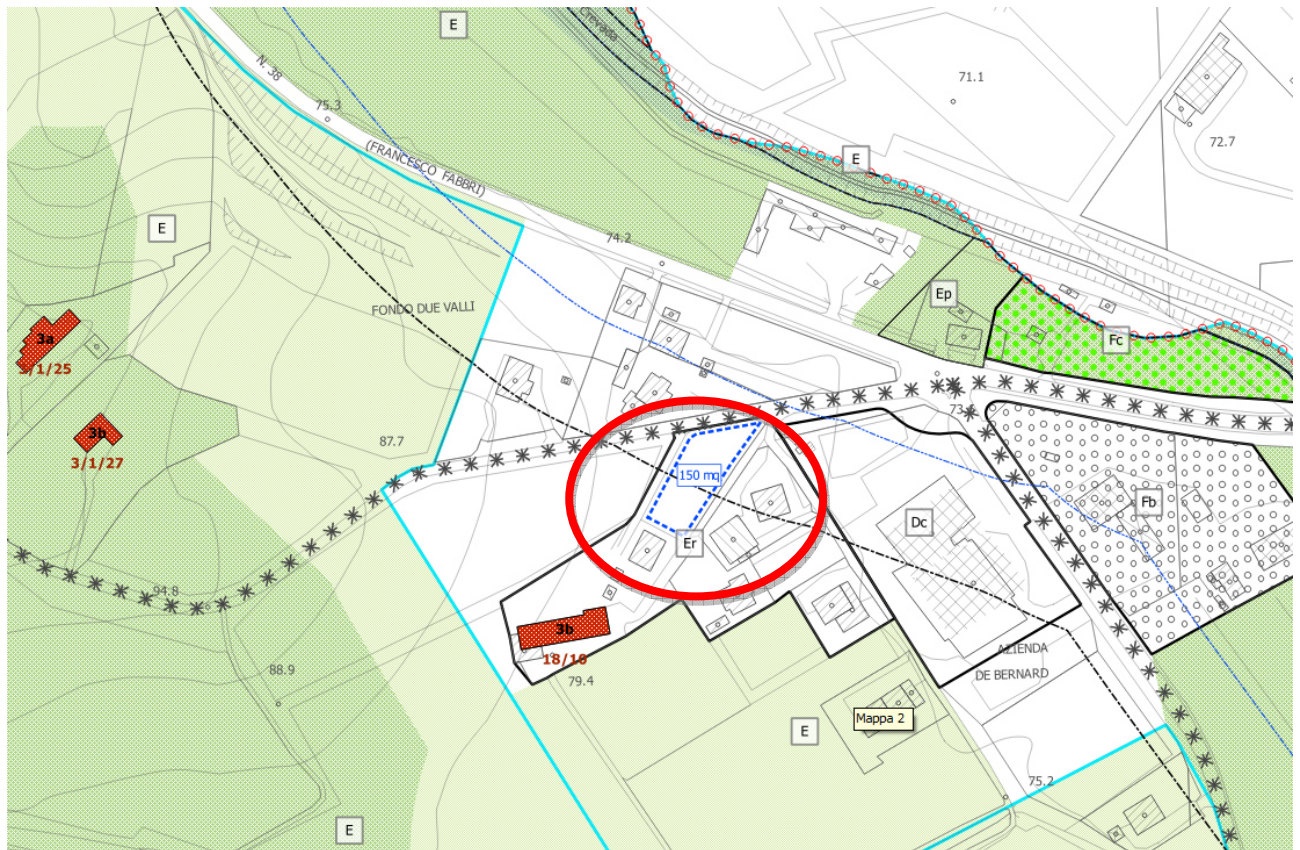 E
Crevada
N. 38
71.1
75.3
72.7
(FRANCESCO FABBRI)
E
E
74.2
Ep
FONDO DUE VALLI
3a
3/1/25
Fc
3b
3/1/27
87.7
150 mq
Er
Dc
Fb
94.8
3b
18/10
AZIENDA
DE BERNARD
88.9
79.4
Mappa 2
E
75.2
E